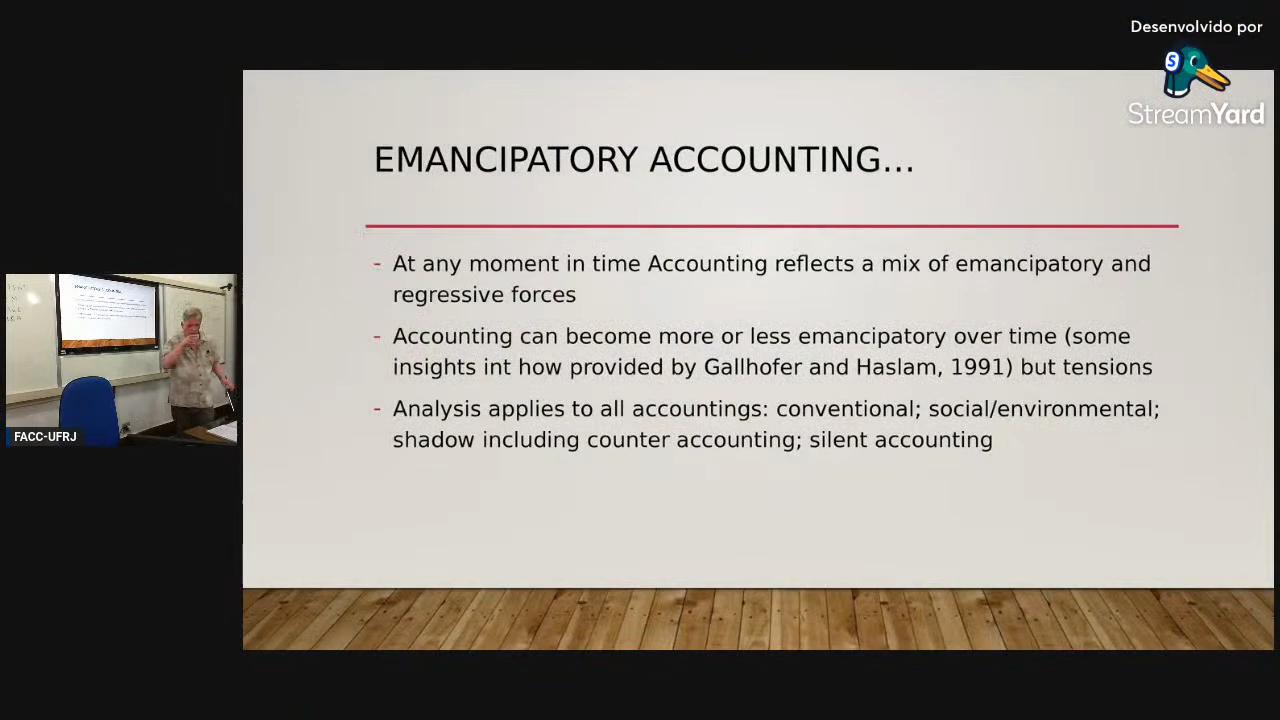 Desenvolvido por
StreamYard
EMANCIPATORY ACCOUNTING...
- At any moment in time Accounting reflects a mix of emancipatory and
regressive forces
- Accounting can become more or less emancipatory over time (some
insights int how provided by Gallhofer and Haslam, 1991) but tensions
- Analysis applies to all accountings: conventional; social/environmental;
shadow including counter accounting; silent accounting
FACC-UFRJ